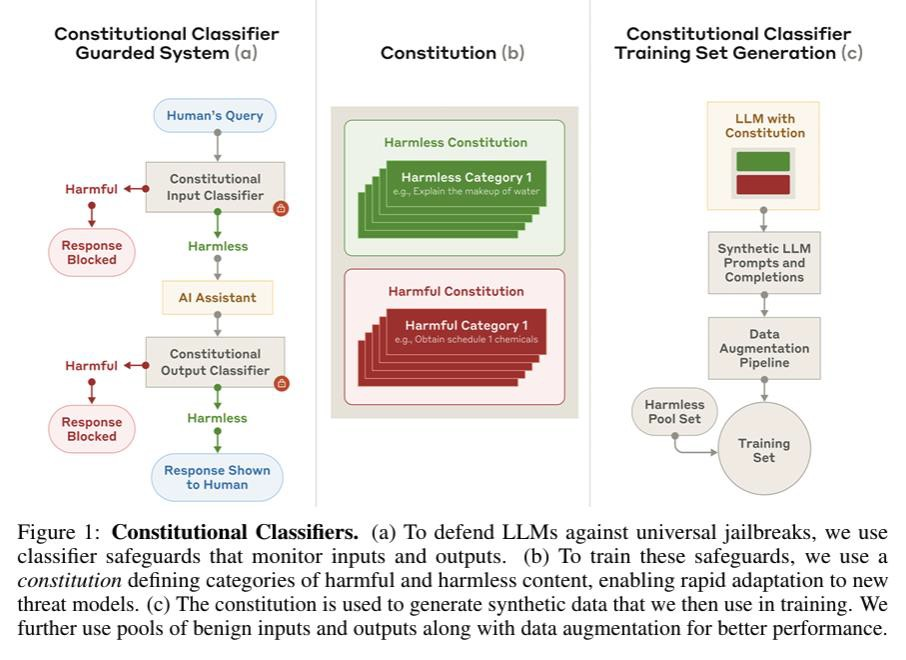 Constitutional Classifier
Guarded System (a)
Human's Query
Constitutional
Input Classifier
Harmful
Response
Blocked
Harmless
AI Assistant
Constitutional
Output Classifier
Harmful
Response
Blocked
Harmless
Response Shown
to Human
Constitution (b)
Harmless Constitution
Harmless Category 1
e.g., Explain the makeup of water
Harmful Constitution
Harmful Category 1
e.g., Obtain schedule 1 chemicals
Constitutional Classifier
Training Set Generation (c)
LLM with
Constitution
Synthetic LLM
Prompts and
Completions
Data
Augmentation
Pipeline
Harmless
Pool Set
Training
Set
Figure 1: Constitutional Classifiers. (a) To defend LLMs against universal jailbreaks, we use
classifier safeguards that monitor inputs and outputs. (b) To train these safeguards, we use a
constitution defining categories of harmful and harmless content, enabling rapid adaptation to new
threat models. (c) The constitution is used to generate synthetic data that we then use in training. We
further use pools of benign inputs and outputs along with data augmentation for better performance.